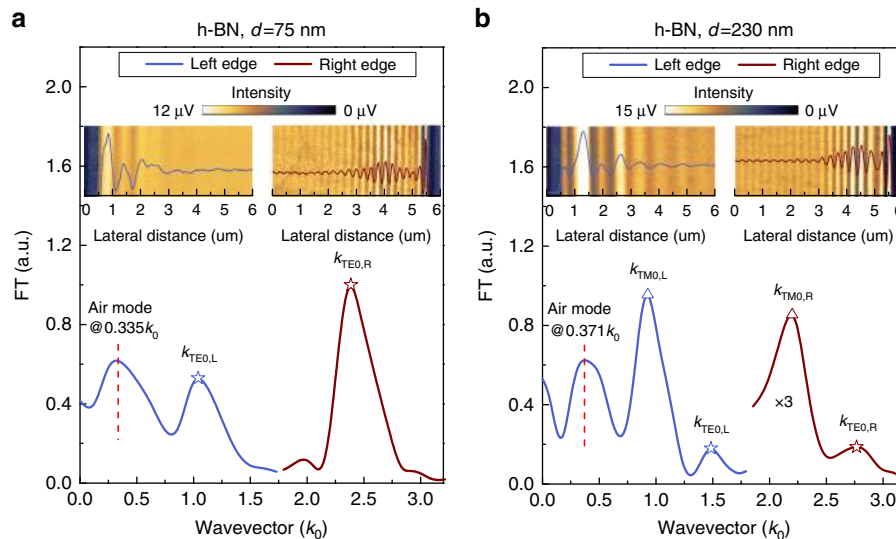 a
h-BN, d=75 nm
Left edge Right edge
Intensity
12 μV 0 μV
0 1 2 3 4 5 6 0 1 2 3 4 5 6
Lateral distance (um) Lateral distance (um)
2.0
1.6
1.2
0.8
0.4
0.0
FT (a.u.)
Air mode
@0.335k0
kTE0,L
kTE0,R
0.0 0.5 1.0 1.5 2.0 2.5 3.0
Wavevector (k0)
b
h-BN, d=230 nm
Left edge Right edge
Intensity
15 μV 0 μV
0 1 2 3 4 5 6 0 1 2 3 4 5
Lateral distance (um) Lateral distance (um)
2.0
1.6
1.2
0.8
0.4
0.0
FT (a.u.)
Air mode
@0.371k0
kTM0,L
kTE0,L
kTM0,R
×3
kTE0,R
0.0 0.5 1.0 1.5 2.0 2.5 3.0
Wavevector (k0)